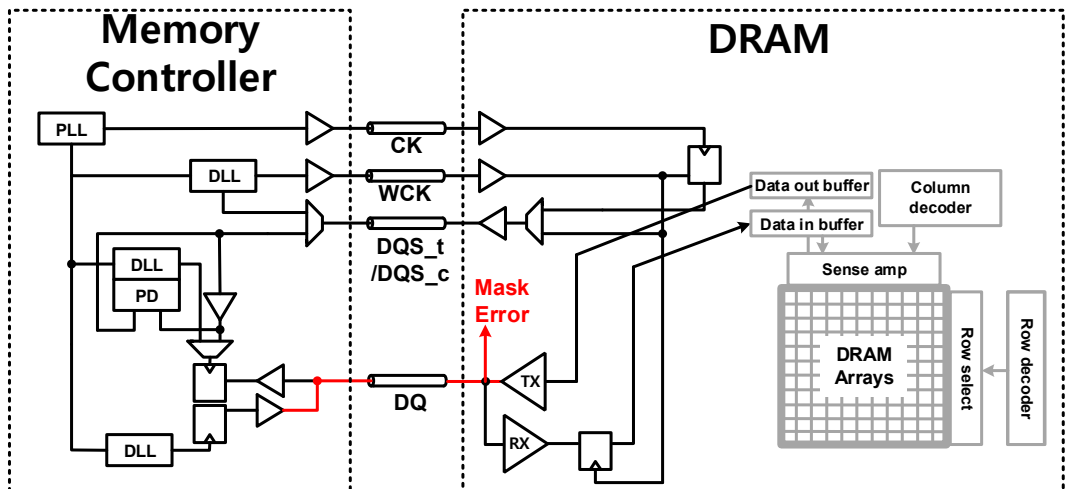 Memory
Controller
DRAM
PLL
CK
DLL
WCK
DQS_t
/DQS_c
Data out buffer
Data in buffer
Column
decoder
DLL
PD
Sense amp
Mask
Error
DRAM
Arrays
Row select
Row decoder
TX
DQ
RX
DLL